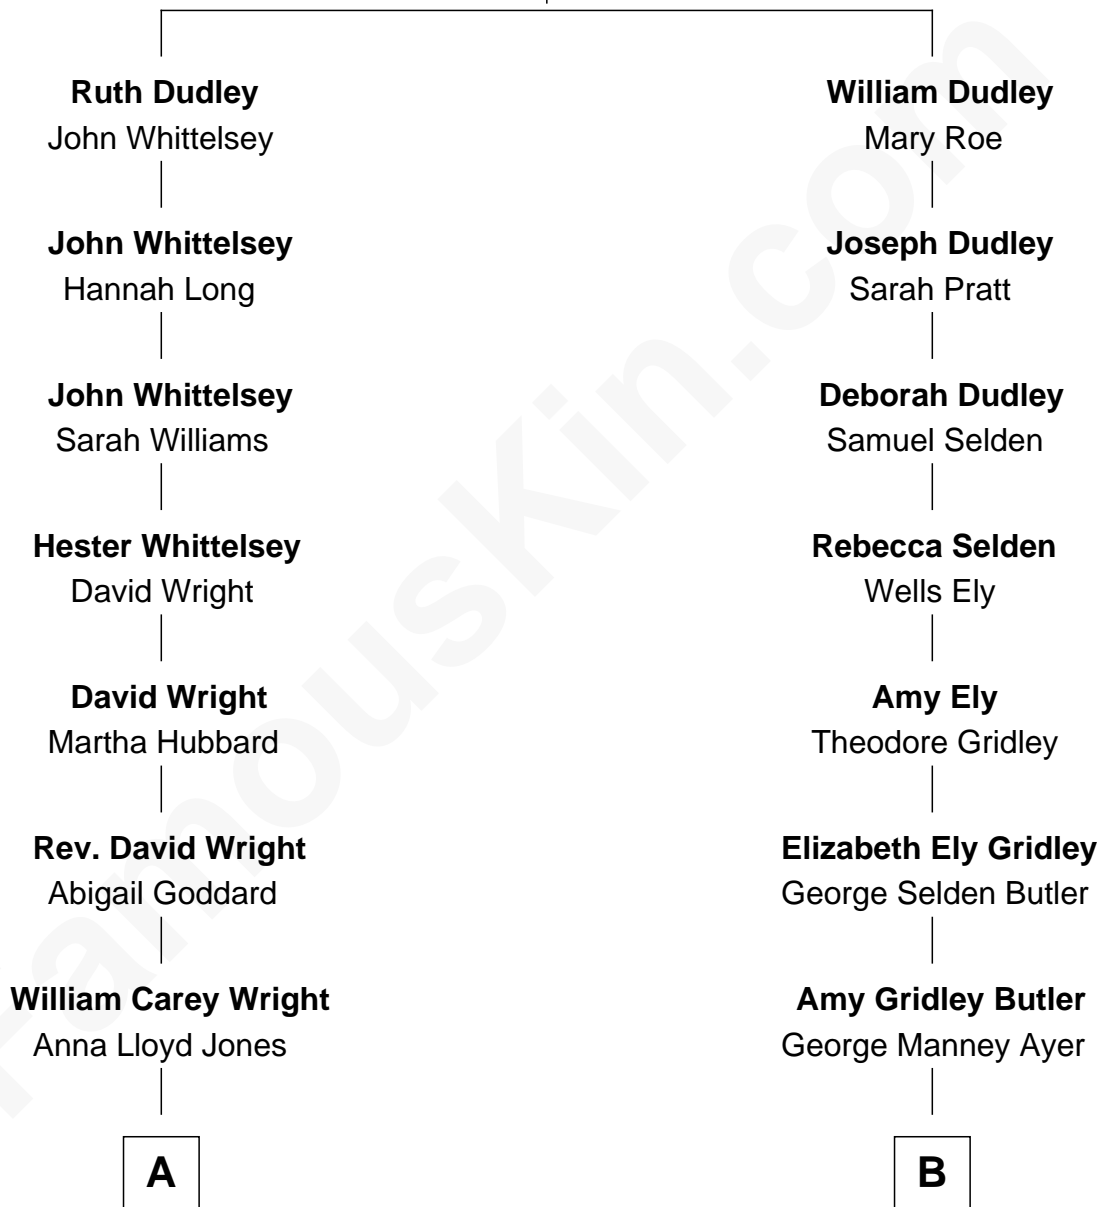 Ruth Dudley
John Whittelsey
John Whittelsey
Hannah Long
John Whittelsey
Sarah Williams
Hester Whittelsey
David Wright
David Wright
Martha Hubbard
Rev. David Wright
Abigail Goddard
William Carey Wright
Anna Lloyd Jones
A
William Dudley
Mary Roe
Joseph Dudley
Sarah Pratt
Deborah Dudley
Samuel Selden
Rebecca Selden
Wells Ely
Amy Ely
Theodore Gridley
Elizabeth Ely Gridley
George Selden Butler
Amy Gridley Butler
George Manney Ayer
B
FamousKin.com